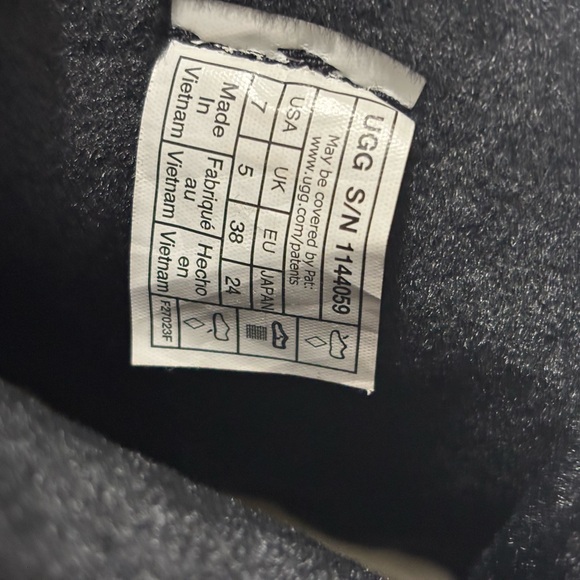 UGG S/N 1144059
May be covered by Pat:
www.ugg.com/patents
USA UK EU JAPAN
7 5 38 24
Made In Vietnam
Fabriqué au Vietnam
Hecho en Vietnam
F27023F